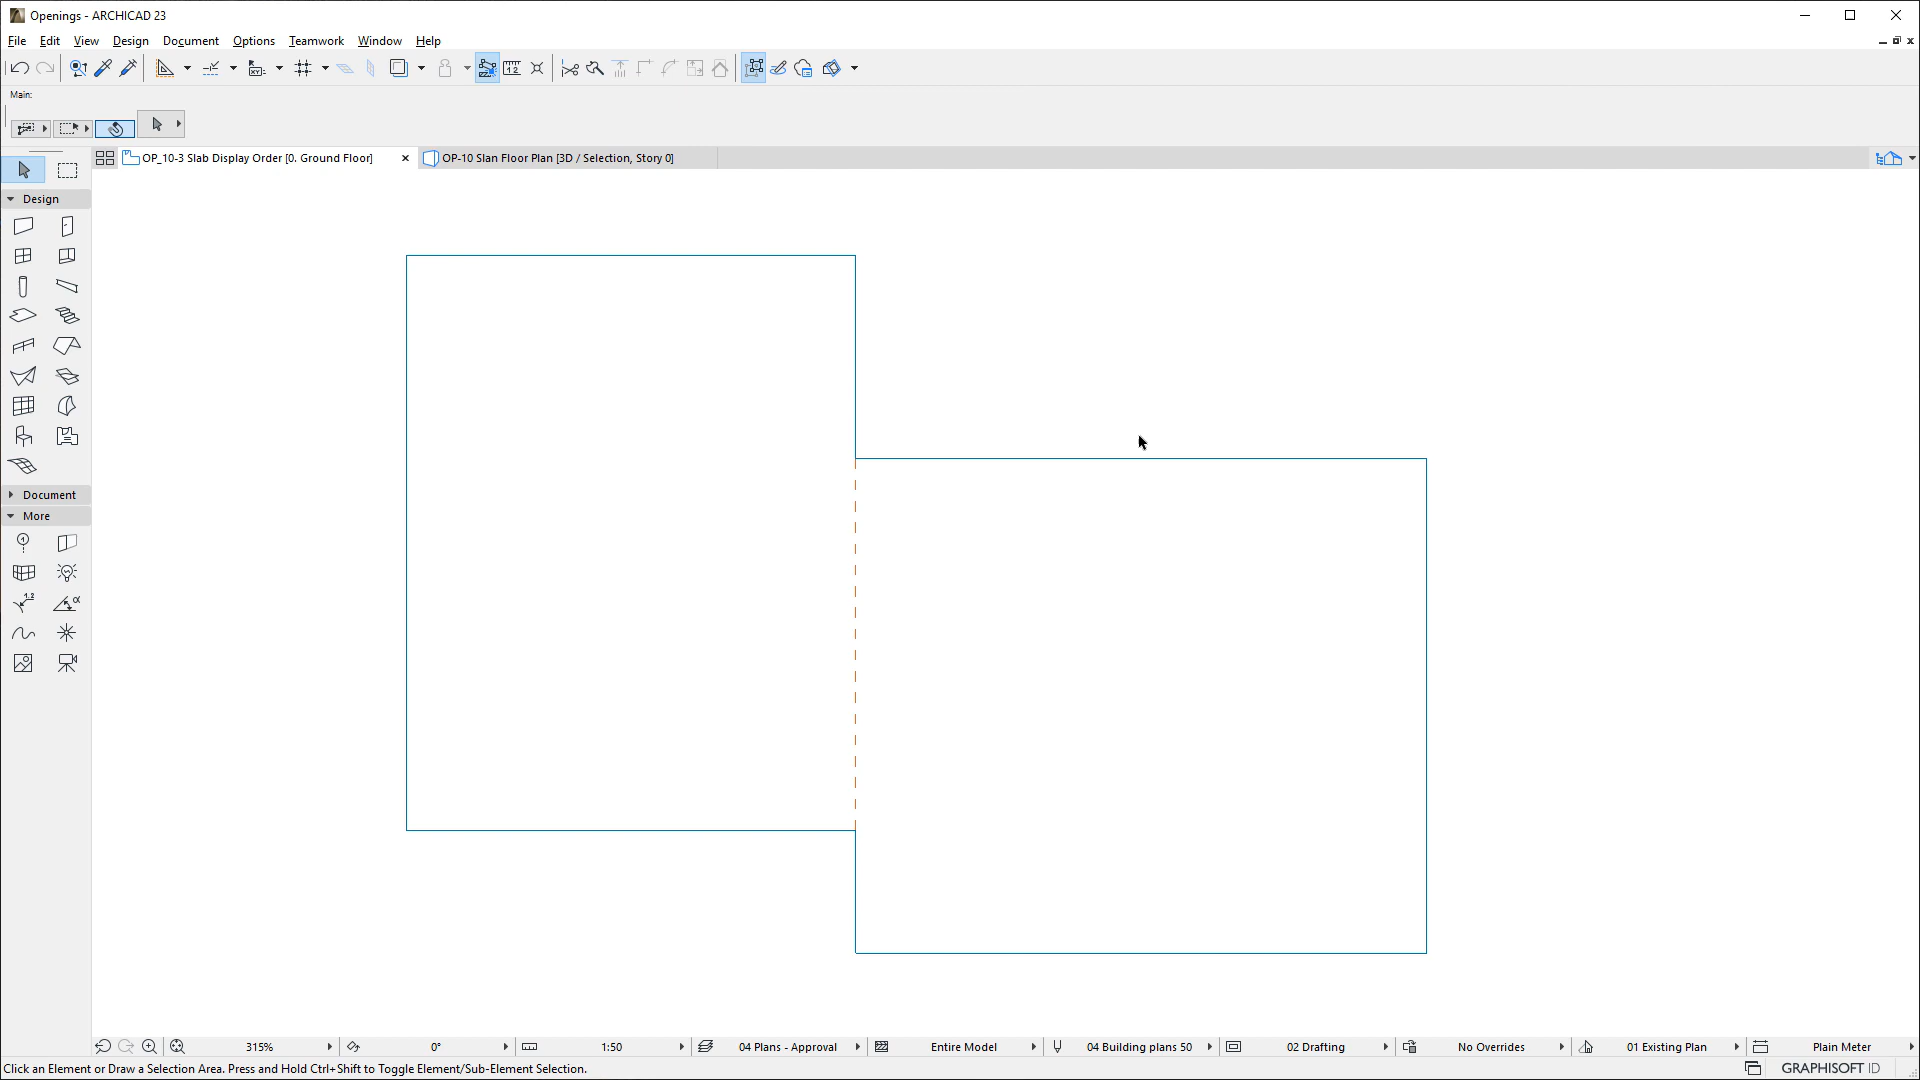 Openings - ARCHICAD 23
File Edit View Design Document Options Teamwork Window Help
Main:
OP_10-3 Slab Display Order [0. Ground Floor]
OP-10 Slan Floor Plan [3D / Selection, Story 0]
Design
Document
More
315%
0°
1:50
04 Plans - Approval
Entire Model
04 Building plans 50
02 Drafting
No Overrides
01 Existing Plan
Plain Meter
Click an Element or Draw a Selection Area. Press and Hold Ctrl+Shift to Toggle Element/Sub-Element Selection.
GRAPHISOFT ID